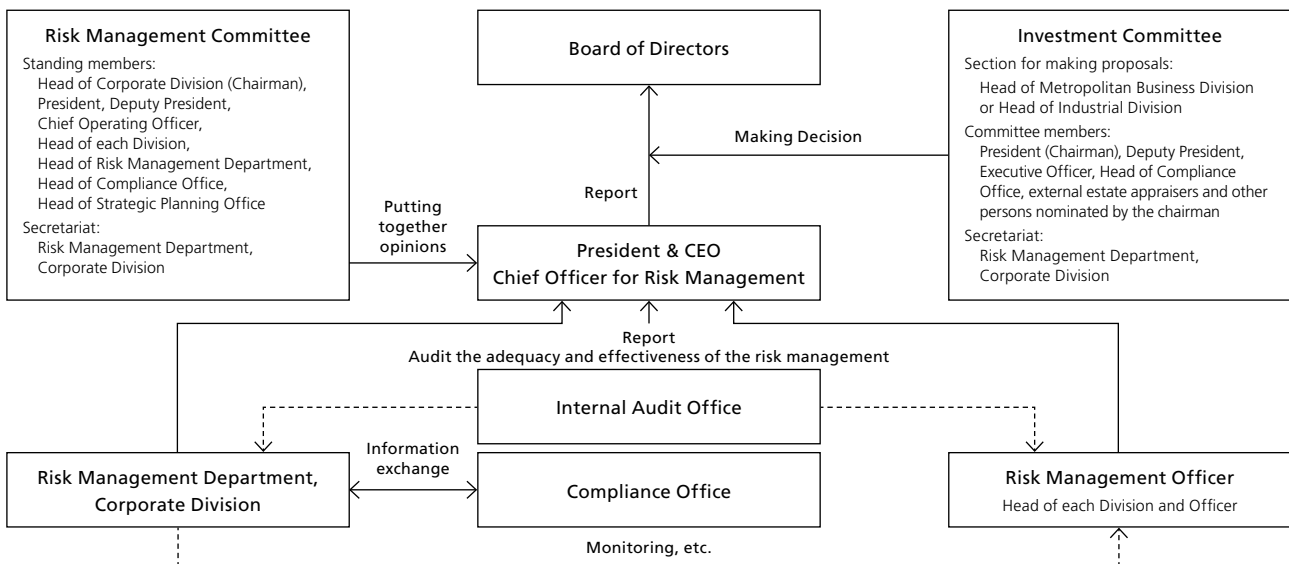 Risk Management Committee
Standing members:
Head of Corporate Division (Chairman),
President, Deputy President,
Chief Operating Officer,
Head of each Division,
Head of Risk Management Department,
Head of Compliance Office,
Head of Strategic Planning Office
Secretariat:
Risk Management Department,
Corporate Division
Board of Directors
Investment Committee
Section for making proposals:
Head of Metropolitan Business Division
or Head of Industrial Division
Committee members:
President (Chairman), Deputy President,
Executive Officer, Head of Compliance
Office, external estate appraisers and other
persons nominated by the chairman
Secretariat:
Risk Management Department,
Corporate Division
Making Decision
Report
Putting
together
opinions
President & CEO
Chief Officer for Risk Management
Report
Audit the adequacy and effectiveness of the risk management
Internal Audit Office
Information
exchange
Risk Management Department,
Corporate Division
Compliance Office
Risk Management Officer
Head of each Division and Officer
Monitoring, etc.